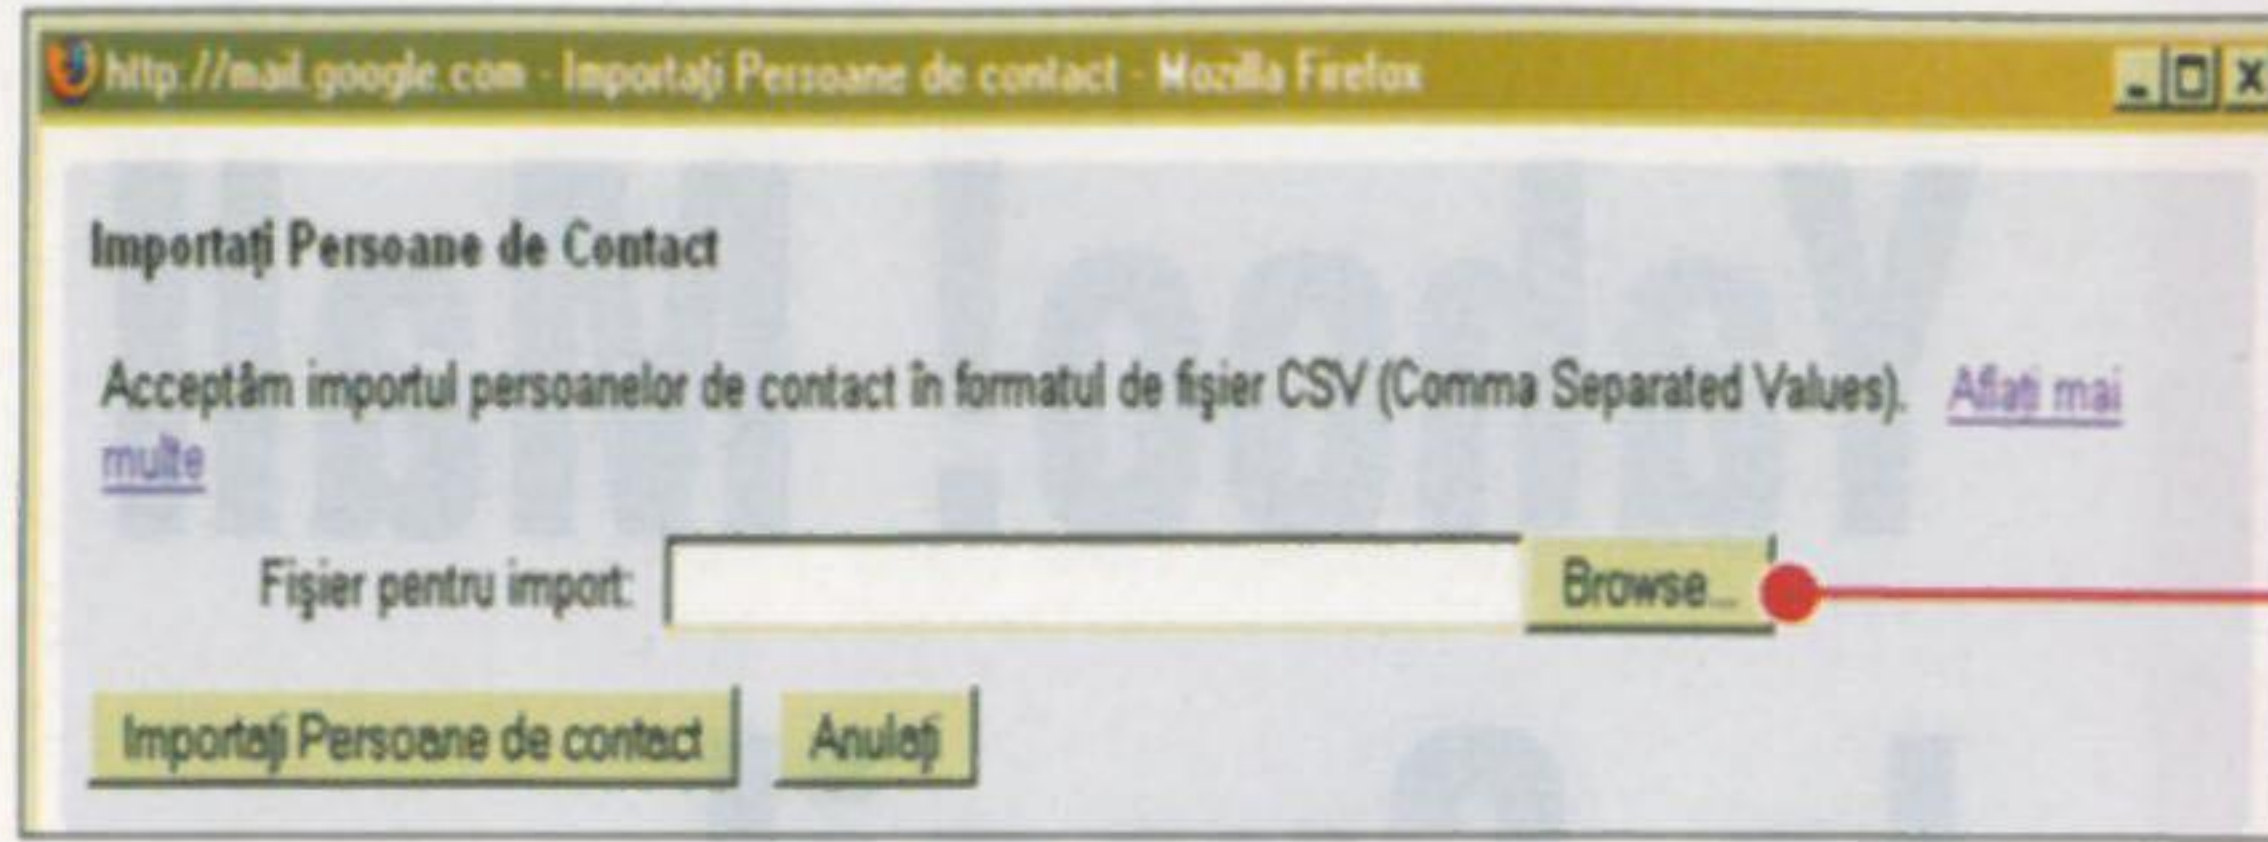 http://mail.google.com - Importaţi Persoane de contact - Mozilla Firefox
Importaţi Persoane de Contact
Acceptăm importul persoanelor de contact în formatul de fişier CSV (Comma Separated Values). Aflaţi mai
multe
Fişier pentru import: Browse...
Importaţi Persoane de contact Anulaţi
Yahoo! Mail